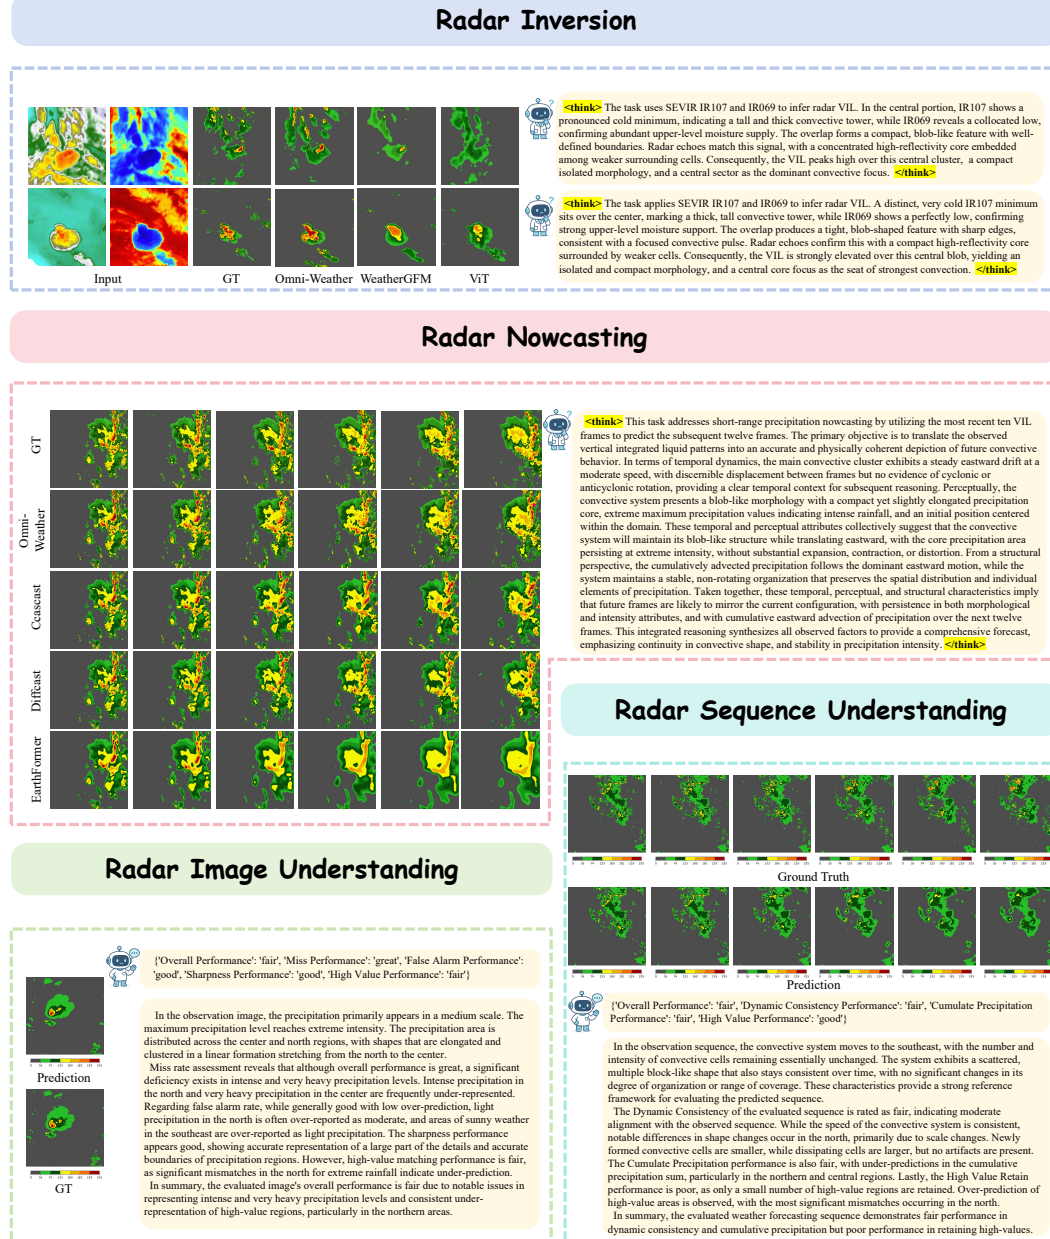 Radar Inversion
<think> The task uses SEVIR IR107 and IR069 to infer radar VIL. In the central portion, IR107 shows a
pronounced cold minimum, indicating a tall and thick convective tower, while IR069 reveals a collocated low,
confirming abundant upper-level moisture supply. The overlap forms a compact, blob-like feature with well-
defined boundaries. Radar echoes match this signal, with a concentrated high-reflectivity core embedded
among weaker surrounding cells. Consequently, the VIL peaks high over this central cluster, a compact
isolated morphology, and a central sector as the dominant convective focus. </think>
<think> The task applies SEVIR IR107 and IR069 to infer radar VIL. A distinct, very cold IR107 minimum
sits over the center, marking a thick, tall convective tower, while IR069 shows a perfectly low, confirming
strong upper-level moisture support. The overlap produces a tight, blob-shaped feature with sharp edges,
consistent with a focused convective pulse. Radar echoes confirm this with a compact high-reflectivity core
surrounded by weaker cells. Consequently, the VIL is strongly elevated over this central blob, yielding an
isolated and compact morphology, and a central core focus as the seat of strongest convection. </think>
Input GT Omni-Weather WeatherGFM ViT
Radar Nowcasting
GT
Omni-
Weather
Ccascast
Diffcast
EarthFormer
<think> This task addresses short-range precipitation nowcasting by utilizing the most recent ten VIL
frames to predict the subsequent twelve frames. The primary objective is to translate the observed
vertical integrated liquid patterns into an accurate and physically coherent depiction of future convective
behavior. In terms of temporal dynamics, the main convective cluster exhibits a steady eastward drift at a
moderate speed, with discernible displacement between frames but no evidence of cyclonic or
anticyclonic rotation, providing a clear temporal context for subsequent reasoning. Perceptually, the
convective system presents a blob-like morphology with a compact yet slightly elongated precipitation
core, extreme maximum precipitation values indicating intense rainfall, and an initial position centered
within the domain. These temporal and perceptual attributes collectively suggest that the convective
system will maintain its blob-like structure while translating eastward, with the core precipitation area
persisting at extreme intensity, without substantial expansion, contraction, or distortion. From a structural
perspective, the cumulatively advected precipitation follows the dominant eastward motion, while the
system maintains a stable, non-rotating organization that preserves the spatial distribution and individual
elements of precipitation. Taken together, these temporal, perceptual, and structural characteristics imply
that future frames are likely to mirror the current configuration, with persistence in both morphological
and intensity attributes, and with cumulative eastward advection of precipitation over the next twelve
frames. This integrated reasoning synthesizes all observed factors to provide a comprehensive forecast,
emphasizing continuity in convective shape, and stability in precipitation intensity. </think>
Radar Sequence Understanding
Ground Truth
Prediction
{'Overall Performance': 'fair', 'Dynamic Consistency Performance': 'fair', 'Cumulate Precipitation
Performance': 'fair', 'High Value Performance': 'good'}
In the observation sequence, the convective system moves to the southeast, with the number and
intensity of convective cells remaining essentially unchanged. The system exhibits a scattered,
multiple block-like shape that also stays consistent over time, with no significant changes in its
degree of organization or range of coverage. These characteristics provide a strong reference
framework for evaluating the predicted sequence.
The Dynamic Consistency of the evaluated sequence is rated as fair, indicating moderate
alignment with the observed sequence. While the speed of the convective system is consistent,
notable differences in shape changes occur in the north, primarily due to scale changes. Newly
formed convective cells are smaller, while dissipating cells are larger, but no artifacts are present.
The Cumulate Precipitation performance is also fair, with under-predictions in the cumulative
precipitation sum, particularly in the northern and central regions. Lastly, the High Value Retain
performance is poor, as only a small number of high-value regions are retained. Over-prediction of
high-value areas is observed, with the most significant mismatches occurring in the north.
In summary, the evaluated weather forecasting sequence demonstrates fair performance in
dynamic consistency and cumulative precipitation but poor performance in retaining high-values.
Radar Image Understanding
Prediction
GT
{'Overall Performance': 'fair', 'Miss Performance': 'great', 'False Alarm Performance':
'good', 'Sharpness Performance': 'good', 'High Value Performance': 'fair'}
In the observation image, the precipitation primarily appears in a medium scale. The
maximum precipitation level reaches extreme intensity. The precipitation area is
distributed across the center and north regions, with shapes that are elongated and
clustered in a linear formation stretching from the north to the center.
Miss rate assessment reveals that although overall performance is great, a significant
deficiency exists in intense and very heavy precipitation levels. Intense precipitation in
the north and very heavy precipitation in the center are frequently under-represented.
Regarding false alarm rate, while generally good with low over-prediction, light
precipitation in the north is often over-reported as moderate, and areas of sunny weather
in the southeast are over-reported as light precipitation. The sharpness performance
appears good, showing accurate representation of a large part of the details and accurate
boundaries of precipitation regions. However, high-value matching performance is fair,
as significant mismatches in the north for extreme rainfall indicate under-prediction.
In summary, the evaluated image's overall performance is fair due to notable issues in
representing intense and very heavy precipitation levels and consistent under-
representation of high-value regions, particularly in the northern areas.